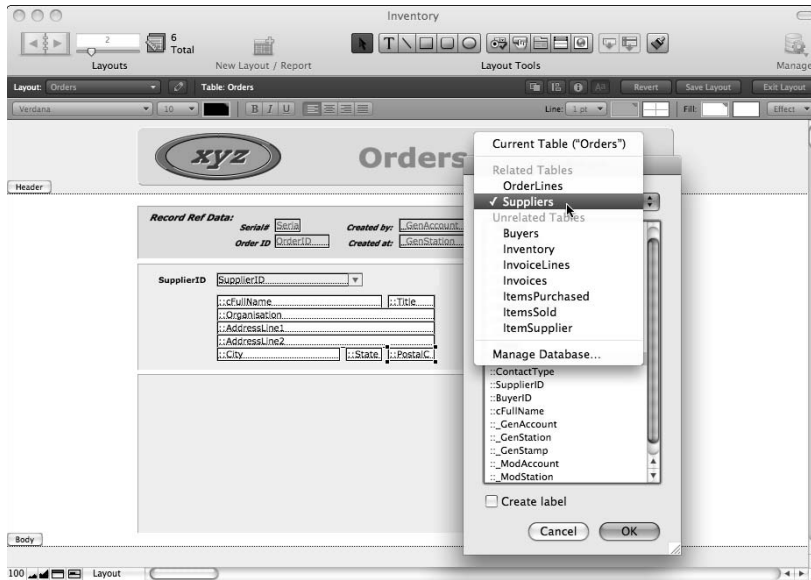 Inventory
2
6
Total
Layouts
New Layout / Report
Layout Tools
Manage
Layout: Orders
Table: Orders
Revert
Save Layout
Exit Layout
Verdana
10
B I U
Line: 1 pt
Fill:
Effect
xyz
Orders
Header
Record Ref Data:
Serial# Seria
Created by: _GenAccount
Order ID OrderID
Created at: _GenStation
SupplierID SupplierID
::cFullName ::Title
::Organisation
::AddressLine1
::AddressLine2
::City ::State ::PostalC
Current Table ("Orders")
Related Tables
OrderLines
✓ Suppliers
Unrelated Tables
Buyers
Inventory
InvoiceLines
Invoices
ItemsPurchased
ItemsSold
ItemSupplier
Manage Database...
::ContactType
::SupplierID
::BuyerID
::cFullName
::_GenAccount
::_GenStation
::_GenStamp
::_ModAccount
::_ModStation
Create label
Cancel
OK
Body
100
Layout